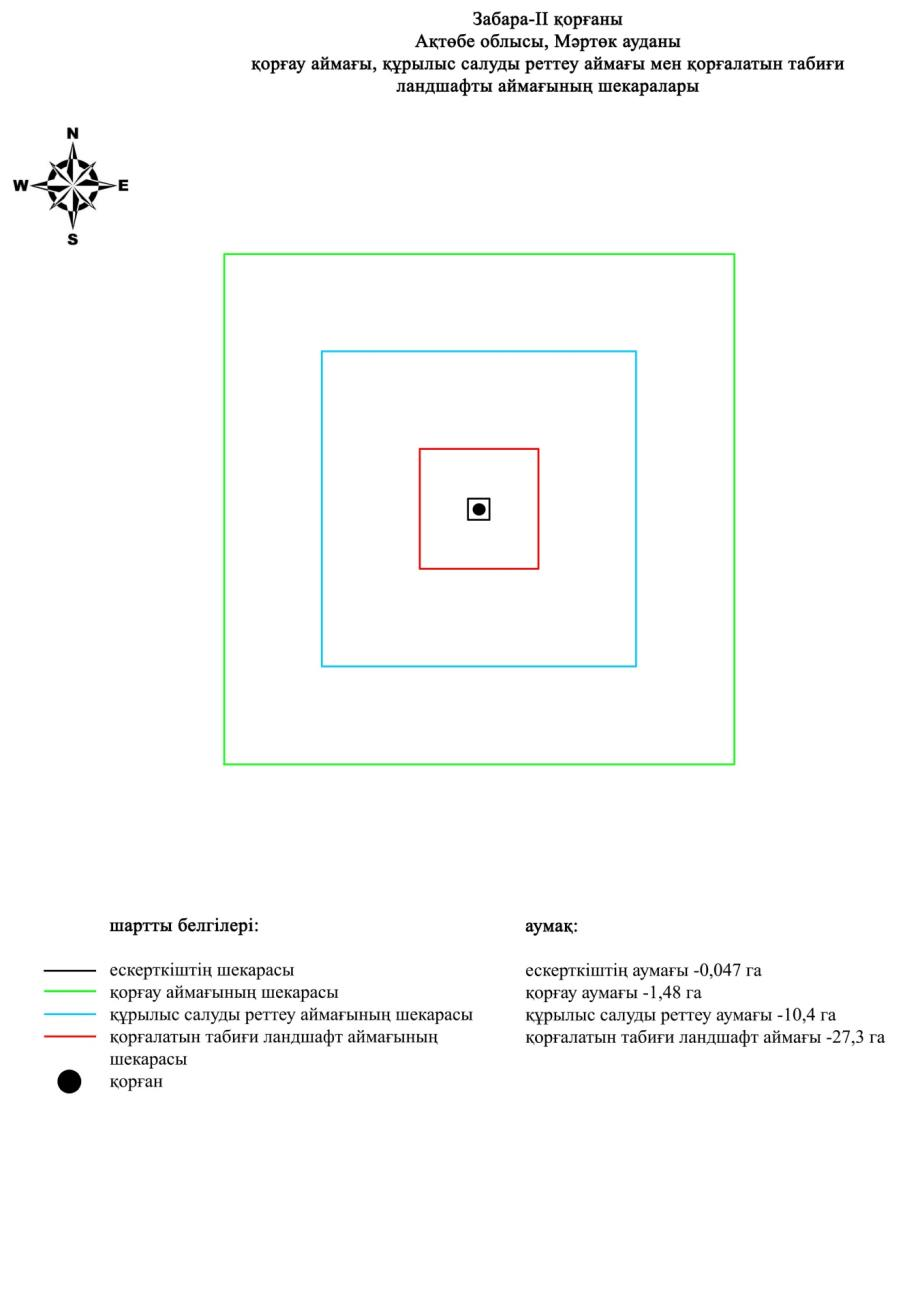 Забара-II қорғаны
Ақтөбе облысы, Мәртөк ауданы
қорғау аймағы, құрылыс салуды реттеу аймағы мен қорғалатын табиғи
ландшафты аймағының шекаралары
N
W
E
S
шартты белгілері:
ескерткіштің шекарасы
қорғау аймағының шекарасы
құрылыс салуды реттеу аймағының шекарасы
қорғалатын табиғи ландшафт аймағының
шекарасы
қорған
аумақ:
ескерткіштің аумағы -0,047 га
қорғау аумағы -1,48 га
құрылыс салуды реттеу аумағы -10,4 га
қорғалатын табиғи ландшафт аймағы -27,3 га